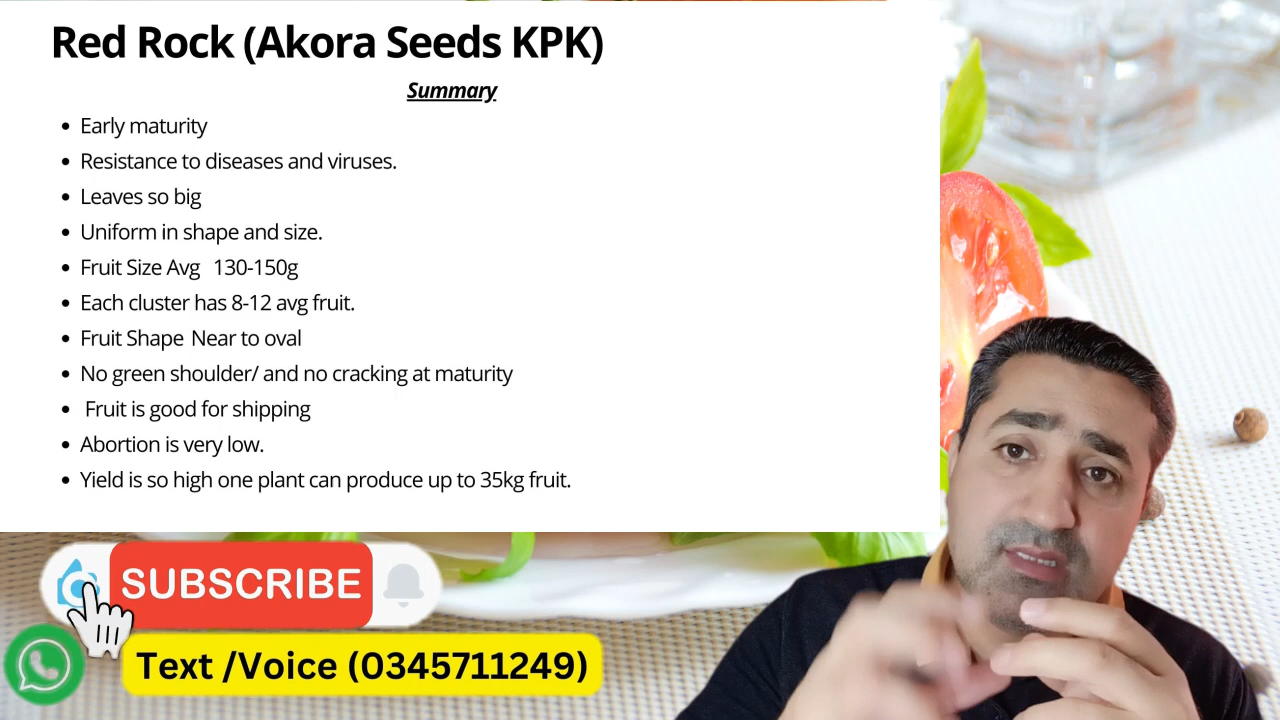 Red Rock (Akora Seeds KPK)
Summary
• Early maturity
• Resistance to diseases and viruses.
• Leaves so big
• Uniform in shape and size.
• Fruit Size Avg 130-150g
• Each cluster has 8-12 avg fruit.
• Fruit Shape Near to oval
• No green shoulder/ and no cracking at maturity
• Fruit is good for shipping
• Abortion is very low.
• Yield is so high one plant can produce up to 35kg fruit.
SUBSCRIBE
Text /Voice (0345711249)